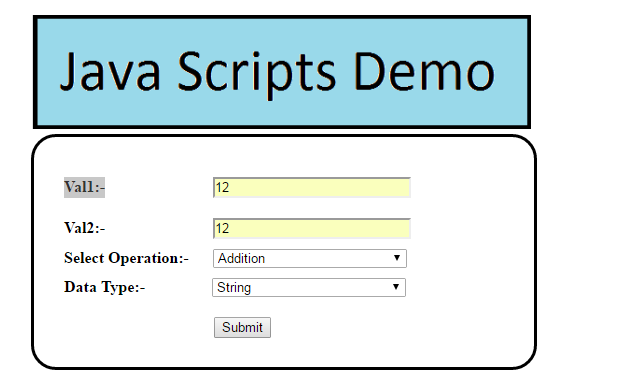 Java Scripts Demo
Val1:- 12
Val2:- 12
Select Operation:- Addition
Data Type:- String
Submit